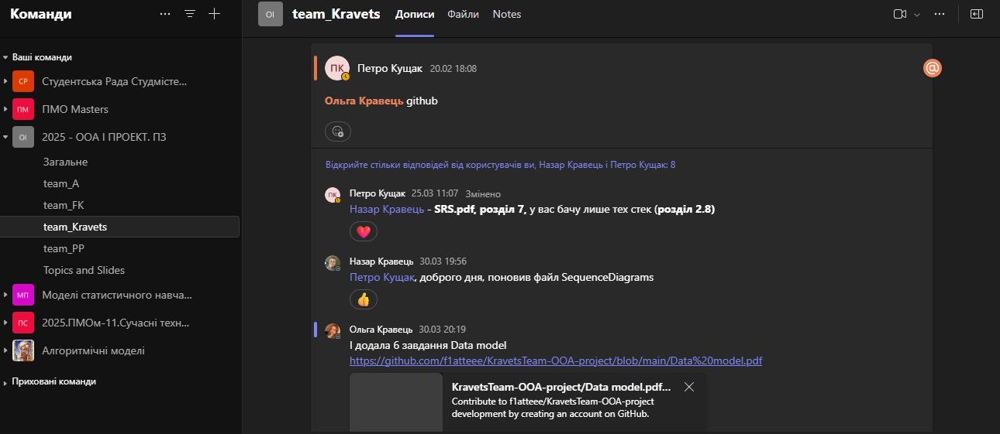 Команди
Ваші команди
СР Студентська Рада Студмісте...
ПМ ПМО Masters
ОІ 2025 - ООА І ПРОЕКТ. ПЗ
Загальне
team_A
team_FK
team_Kravets
team_PP
Topics and Slides
МП Моделі статистичного навча...
ПС 2025.ПМОм-11.Сучасні техн...
Алгоритмічні моделі
Приховані команди
ОІ team_Kravets Дописи Файли Notes
ПК Петро Кущак 20.02 18:08
@
Ольга Кравець github
Відкрийте стільки відповідей від користувачів ви, Назар Кравець і Петро Кущак: 8
ПК Петро Кущак 25.03 11:07 Змінено
Назар Кравець - SRS.pdf, розділ 7, у вас бачу лише тех стек (розділ 2.8)
Назар Кравець 30.03 19:56
Петро Кущак, доброго дня, поновив файл SequenceDiagrams
Ольга Кравець 30.03 20:19
І додала 6 завдання Data model
https://github.com/f1atteee/KravetsTeam-OOA-project/blob/main/Data%20model.pdf
KravetsTeam-OOA-project/Data model.pdf...
Contribute to f1atteee/KravetsTeam-OOA-project
development by creating an account on GitHub.